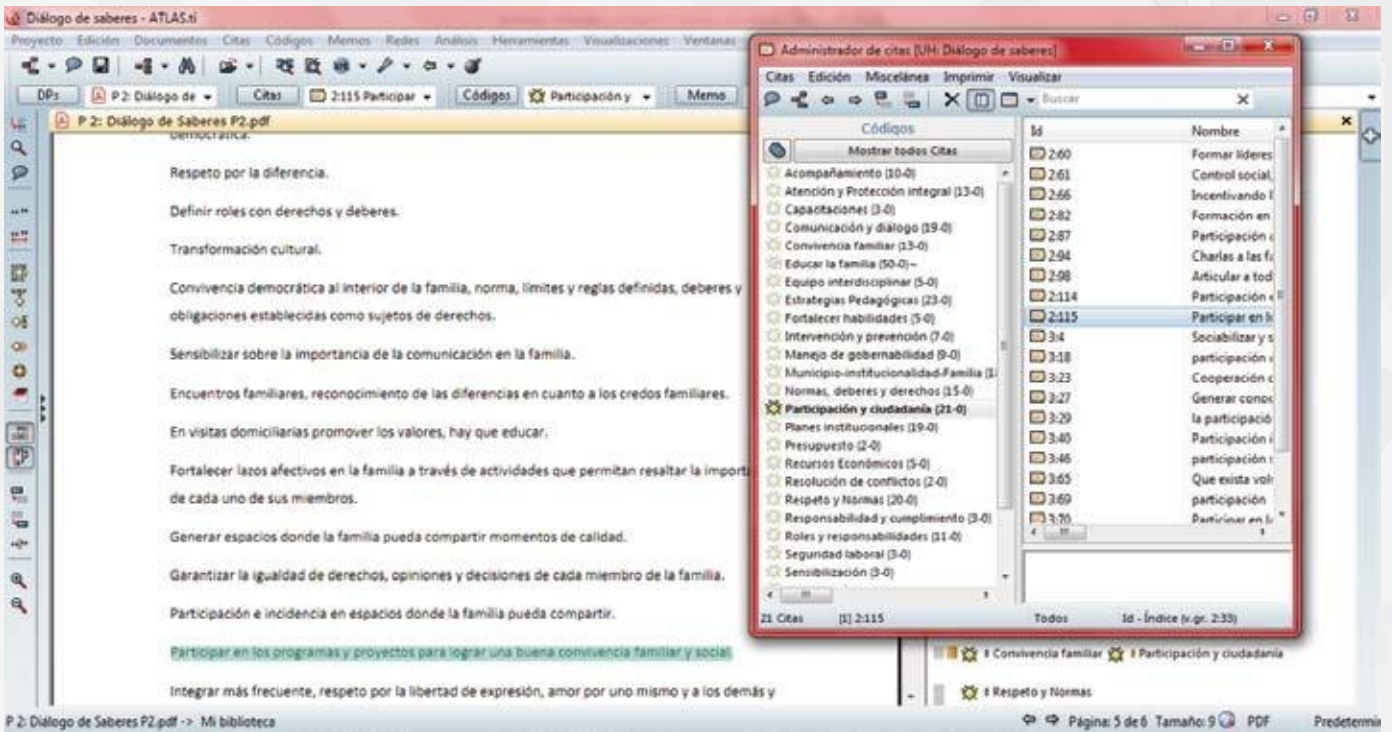 Diálogo de saberes - ATLAS.ti
Proyecto Edición Documentos Citas Códigos Memos Redes Análisis Herramientas Visualizaciones Ventanas
DPs P 2: Diálogo de Citas 2:115 Participar Códigos Participación y Memo
P 2: Diálogo de Saberes P2.pdf
democrática.
Respeto por la diferencia.
Definir roles con derechos y deberes.
Transformación cultural.
Convivencia democrática al interior de la familia, norma, límites y reglas definidas, deberes y
obligaciones establecidas como sujetos de derechos.
Sensibilizar sobre la importancia de la comunicación en la familia.
Encuentros familiares, reconocimiento de las diferencias en cuanto a los credos familiares.
En visitas domiciliarias promover los valores, hay que educar.
Fortalecer lazos afectivos en la familia a través de actividades que permitan resaltar la importa
de cada uno de sus miembros.
Generar espacios donde la familia pueda compartir momentos de calidad.
Garantizar la igualdad de derechos, opiniones y decisiones de cada miembro de la familia.
Participación e incidencia en espacios donde la familia pueda compartir.
Participar en los programas y proyectos para lograr una buena convivencia familiar y social.
Integrar más frecuente, respeto por la libertad de expresión, amor por uno mismo y a los demás y
Administrador de citas [UH: Diálogo de saberes]
Citas Edición Miscelánea Imprimir Visualizar
Buscar
Códigos
Mostrar todos Citas
Acompañamiento {10-0}
Atención y Protección integral {13-0}
Capacitaciones {3-0}
Comunicación y diálogo {19-0}
Convivencia familiar {13-0}
Educar la familia {50-0}~
Equipo interdisciplinar {5-0}
Estrategias Pedagógicas {23-0}
Fortalecer habilidades {5-0}
Intervención y prevención {7-0}
Manejo de gobernabilidad {9-0}
Municipio-institucionalidad-Familia {1
Normas, deberes y derechos {15-0}
Participación y ciudadanía {21-0}
Planes institucionales {19-0}
Presupuesto {2-0}
Recursos Económicos {5-0}
Resolución de conflictos {2-0}
Respeto y Normas {20-0}
Responsabilidad y cumplimiento {3-0}
Roles y responsabilidades {11-0}
Seguridad laboral {3-0}
Sensibilización {3-0}
Id Nombre
2:60 Formar líderes
2:61 Control social,
2:66 Incentivando l
2:82 Formación en
2:87 Participación
2:94 Charlas a las fa
2:98 Articular a tod
2:114 Participación
2:115 Participar en lo
3:4 Sociabilizar y s
3:18 participación
3:23 Cooperación
3:27 Generar conoc
3:29 la participació
3:40 Participación i
3:46 participación
3:65 Que exista volu
3:69 participación
3:70 Participar en lo
21 Citas [1] 2:115 Todos Id - Índice (v.gr. 2:33)
Convivencia familiar Participación y ciudadanía
Respeto y Normas
P 2: Diálogo de Saberes P2.pdf -> Mi biblioteca Página: 5 de 6 Tamaño: 9 PDF Predetermin